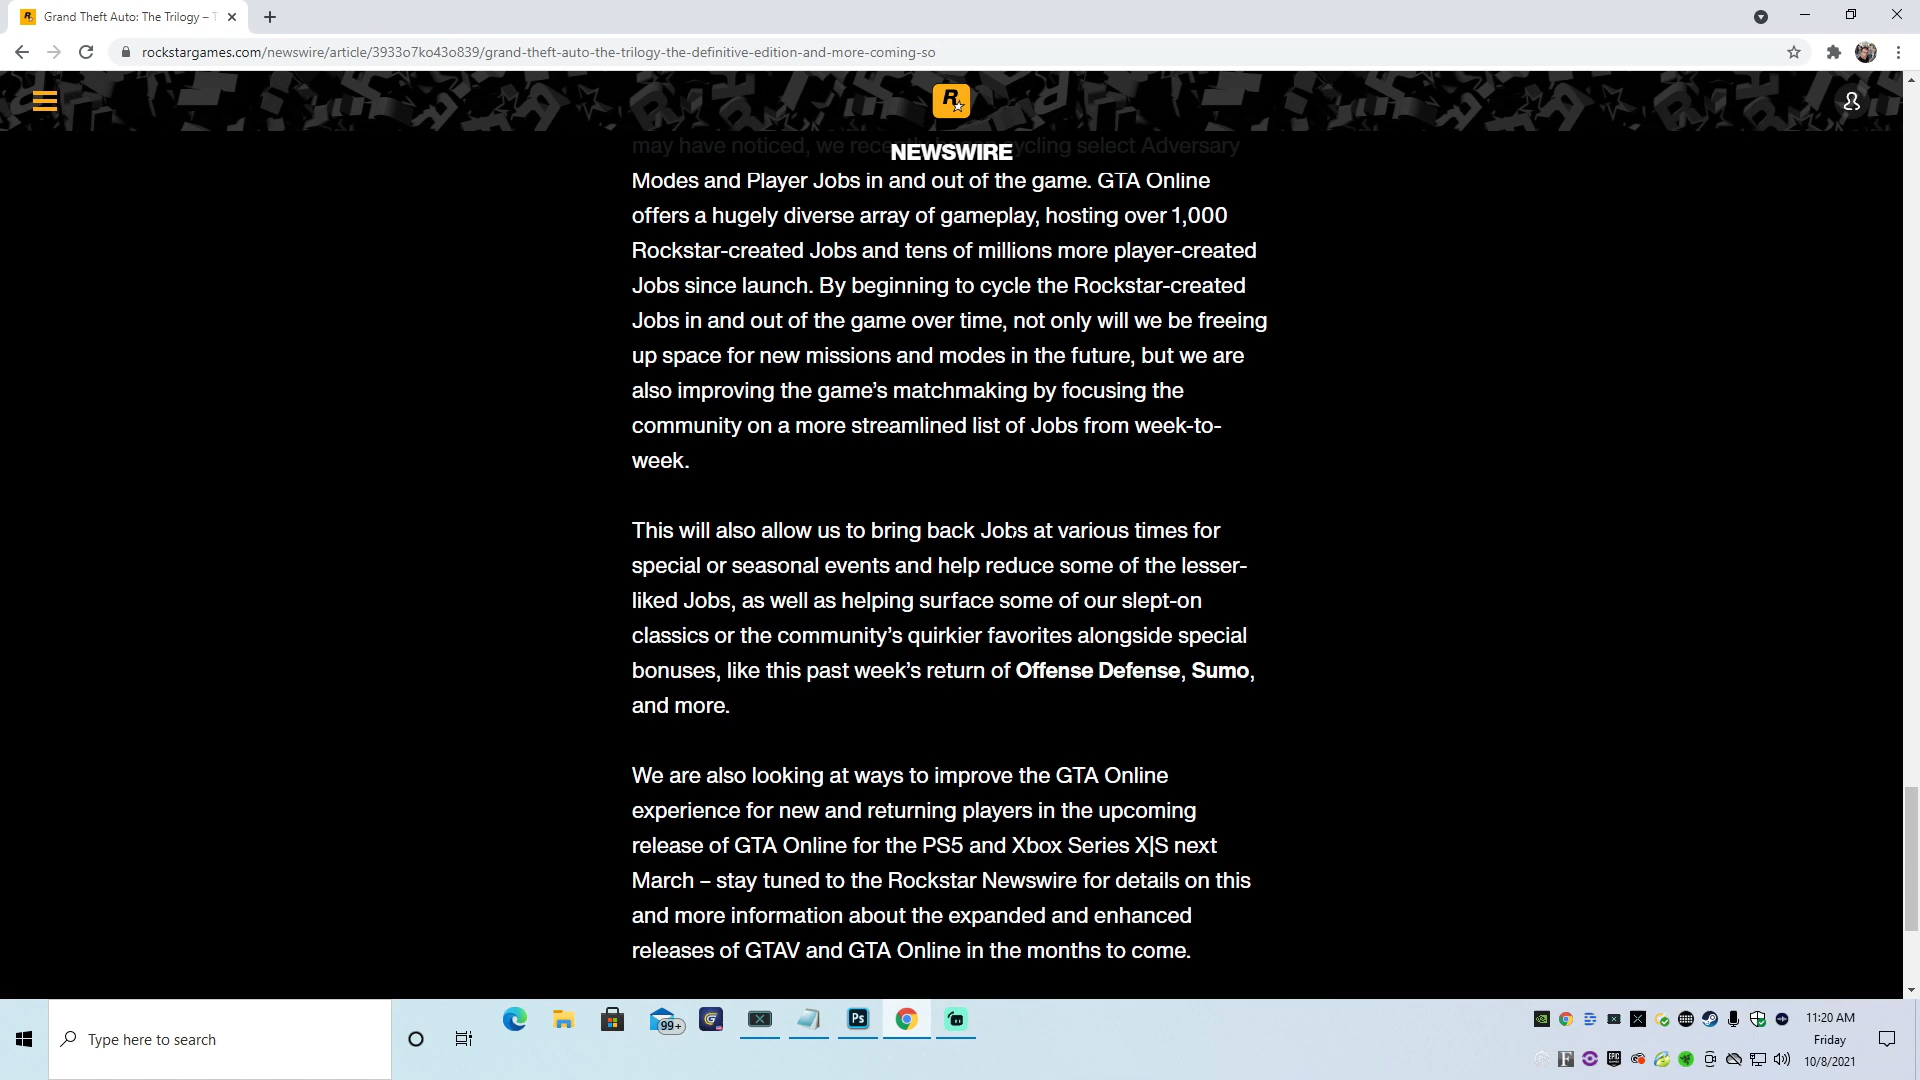 Grand Theft Auto: The Trilogy – T
rockstargames.com/newswire/article/3933o7ko43o839/grand-theft-auto-the-trilogy-the-definitive-edition-and-more-coming-so
R
NEWSWIRE
may have noticed, we cycling select Adversary
Modes and Player Jobs in and out of the game. GTA Online
offers a hugely diverse array of gameplay, hosting over 1,000
Rockstar-created Jobs and tens of millions more player-created
Jobs since launch. By beginning to cycle the Rockstar-created
Jobs in and out of the game over time, not only will we be freeing
up space for new missions and modes in the future, but we are
also improving the game’s matchmaking by focusing the
community on a more streamlined list of Jobs from week-to-
week.
This will also allow us to bring back Jobs at various times for
special or seasonal events and help reduce some of the lesser-
liked Jobs, as well as helping surface some of our slept-on
classics or the community’s quirkier favorites alongside special
bonuses, like this past week’s return of Offense Defense, Sumo,
and more.
We are also looking at ways to improve the GTA Online
experience for new and returning players in the upcoming
release of GTA Online for the PS5 and Xbox Series X|S next
March – stay tuned to the Rockstar Newswire for details on this
and more information about the expanded and enhanced
releases of GTAV and GTA Online in the months to come.
Type here to search
99+
Ps
11:20 AM
Friday
10/8/2021